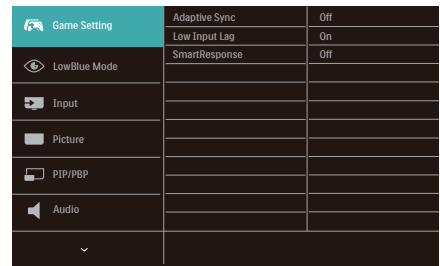 Game Setting
Adaptive Sync Off
Low Input Lag On
SmartResponse Off
LowBlue Mode
Input
Picture
PIP/PBP
Audio